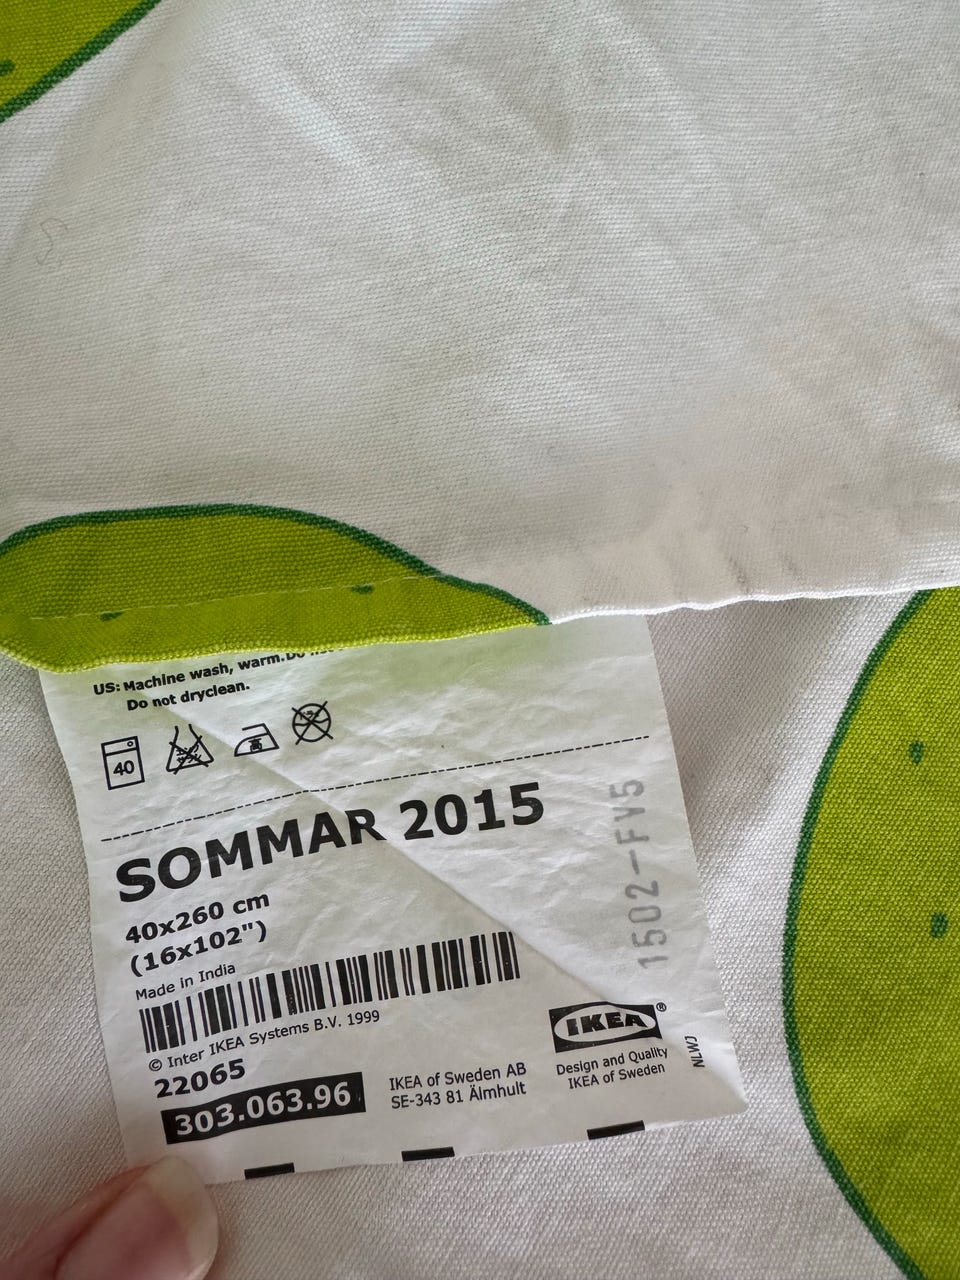 US: Machine wash, warm. Do
Do not dryclean.
40
SOMMAR 2015
40x260 cm
(16x102")
Made in India
© Inter IKEA Systems B.V. 1999
22065
303.063.96
IKEA of Sweden AB
SE-343 81 Älmhult
IKEA®
Design and Quality
IKEA of Sweden
1502-FV5
NLWJ